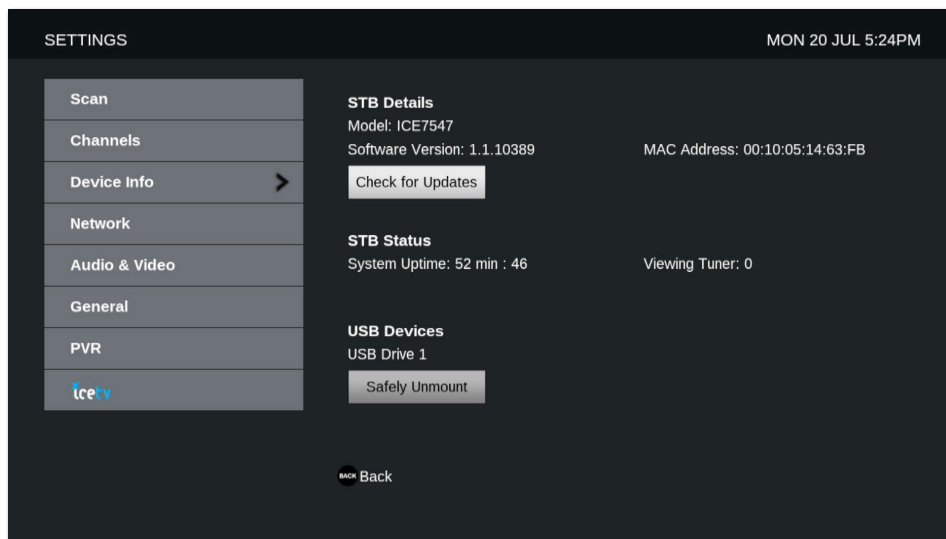 SETTINGS
MON 20 JUL 5:24PM
Scan
Channels
Device Info
Network
Audio & Video
General
PVR
icetv
STB Details
Model: ICE7547
Software Version: 1.1.10389
MAC Address: 00:10:05:14:63:FB
Check for Updates
STB Status
System Uptime: 52 min : 46
Viewing Tuner: 0
USB Devices
USB Drive 1
Safely Unmount
BACK Back